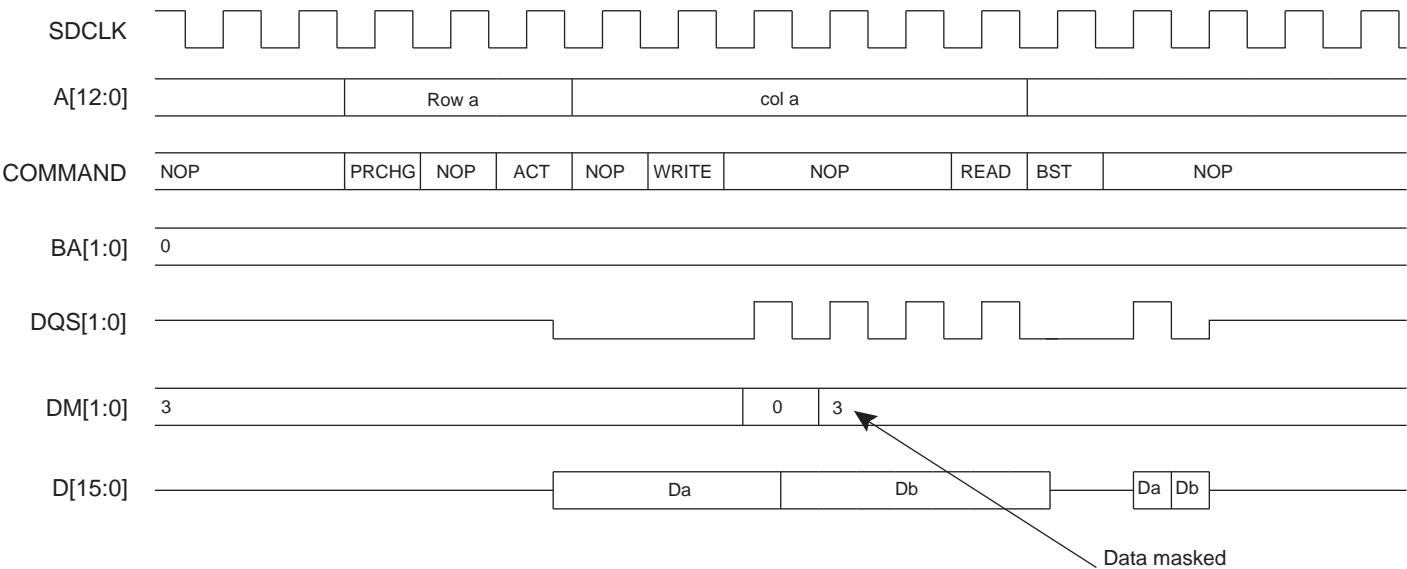 SDCLK
A[12:0] Row a col a
COMMAND NOP PRCHG NOP ACT NOP WRITE NOP READ BST NOP
BA[1:0] 0
DQS[1:0]
DM[1:0] 3 0 3
D[15:0] Da Db Da Db
Data masked